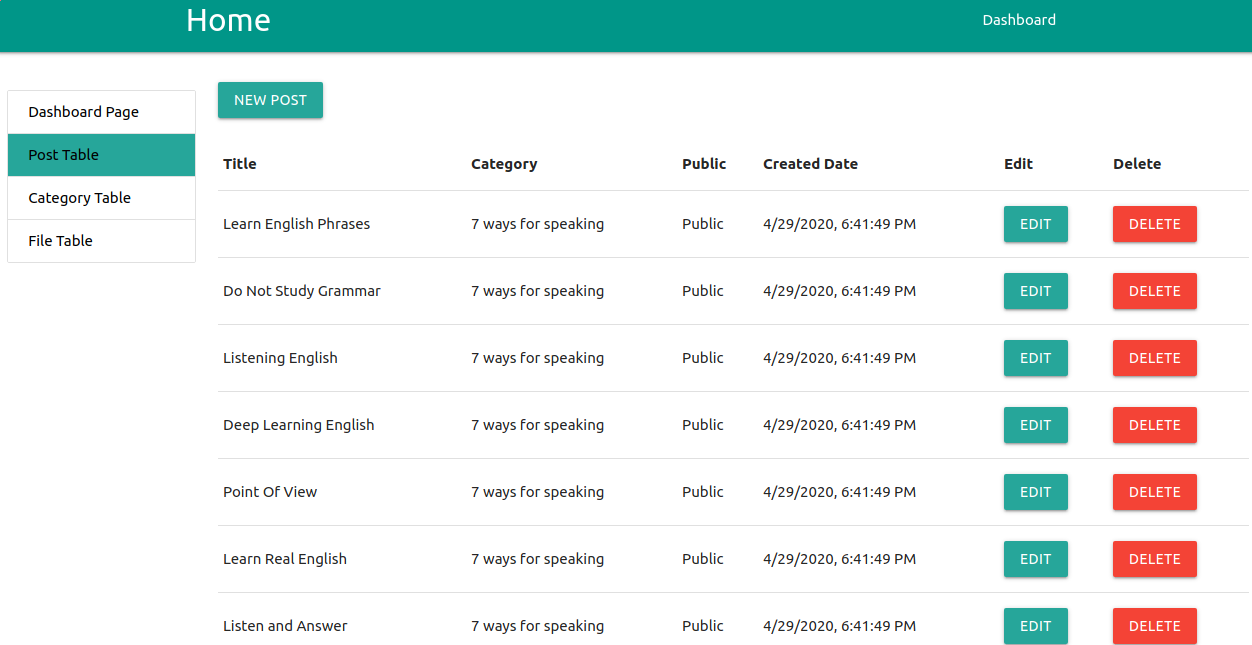 Home Dashboard
Dashboard Page
Post Table
Category Table
File Table
NEW POST
Title Category Public Created Date Edit Delete
Learn English Phrases 7 ways for speaking Public 4/29/2020, 6:41:49 PM EDIT DELETE
Do Not Study Grammar 7 ways for speaking Public 4/29/2020, 6:41:49 PM EDIT DELETE
Listening English 7 ways for speaking Public 4/29/2020, 6:41:49 PM EDIT DELETE
Deep Learning English 7 ways for speaking Public 4/29/2020, 6:41:49 PM EDIT DELETE
Point Of View 7 ways for speaking Public 4/29/2020, 6:41:49 PM EDIT DELETE
Learn Real English 7 ways for speaking Public 4/29/2020, 6:41:49 PM EDIT DELETE
Listen and Answer 7 ways for speaking Public 4/29/2020, 6:41:49 PM EDIT DELETE